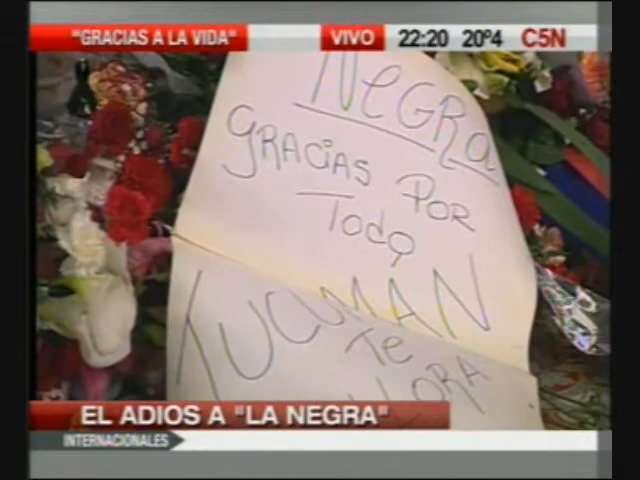 "GRACIAS A LA VIDA"
VIVO
22:20
20°4
C5N
NEGRA
GRACIAS POR
TODO
TUCUMAN
TE
LLORA
EL ADIOS A "LA NEGRA"
INTERNACIONALES